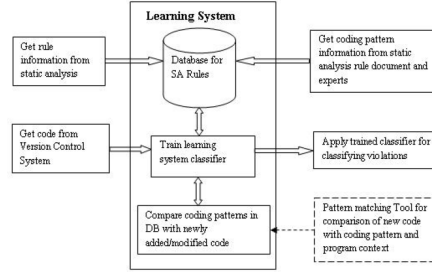 Learning System
Get rule
information from
static analysis
Database for
SA Rules
Get coding pattern
information from static
analysis rule document and
experts
Get code from
Version Control
System
Train learning
system classifier
Apply trained classifier for
classifying violations
Compare coding patterns in
DB with newly
added/modified code
Pattern matching Tool for
comparison of new code
with coding pattern and
program context